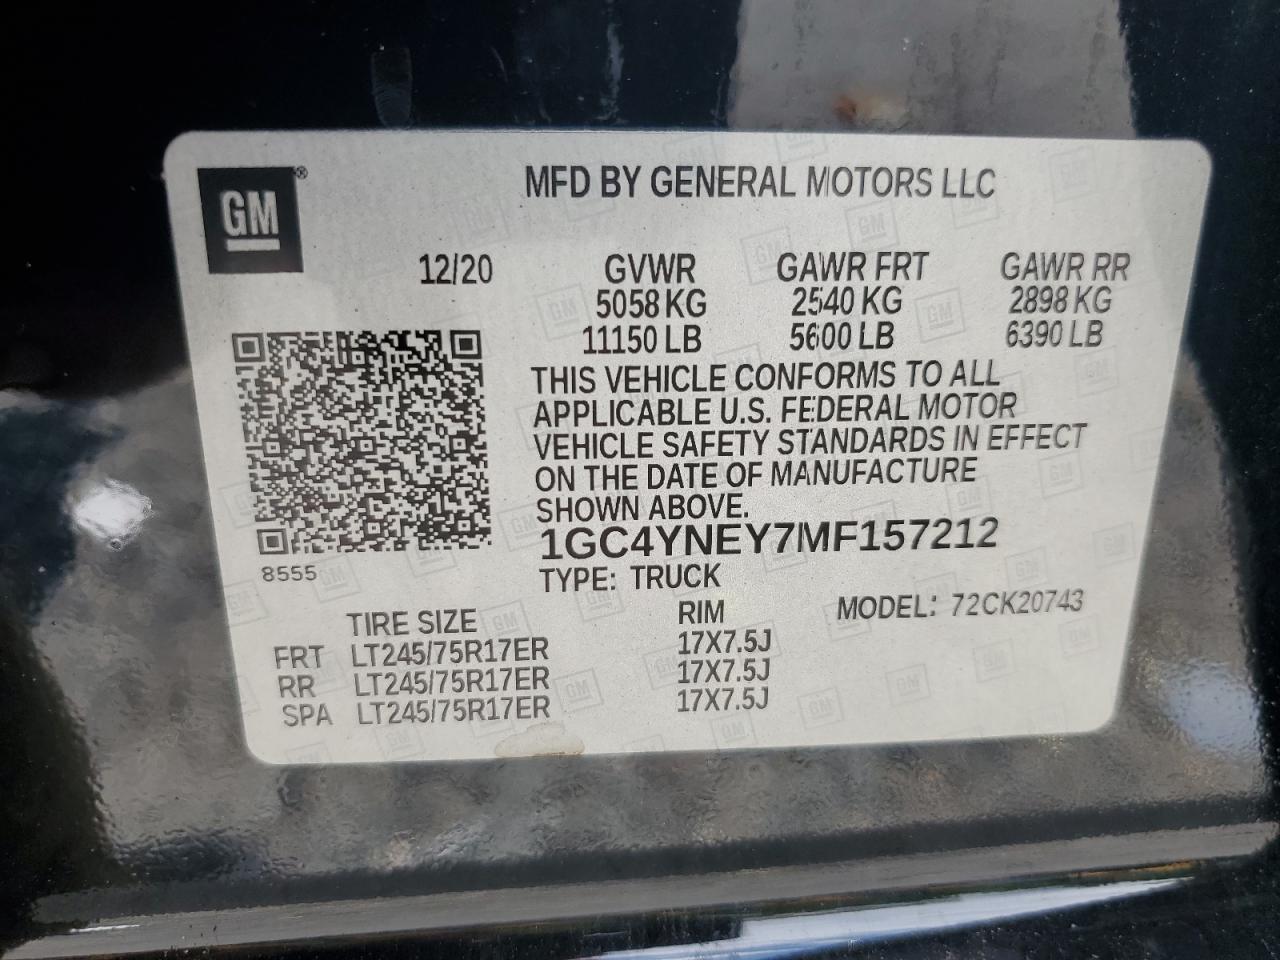 GM®
MFD BY GENERAL MOTORS LLC
12/20 GVWR GAWR FRT GAWR RR
5058 KG 2540 KG 2898 KG
11150 LB 5600 LB 6390 LB
THIS VEHICLE CONFORMS TO ALL
APPLICABLE U.S. FEDERAL MOTOR
VEHICLE SAFETY STANDARDS IN EFFECT
ON THE DATE OF MANUFACTURE
SHOWN ABOVE.
1GC4YNEY7MF157212
8555
TYPE: TRUCK
TIRE SIZE RIM MODEL: 72CK20743
FRT LT245/75R17ER 17X7.5J
RR LT245/75R17ER 17X7.5J
SPA LT245/75R17ER 17X7.5J